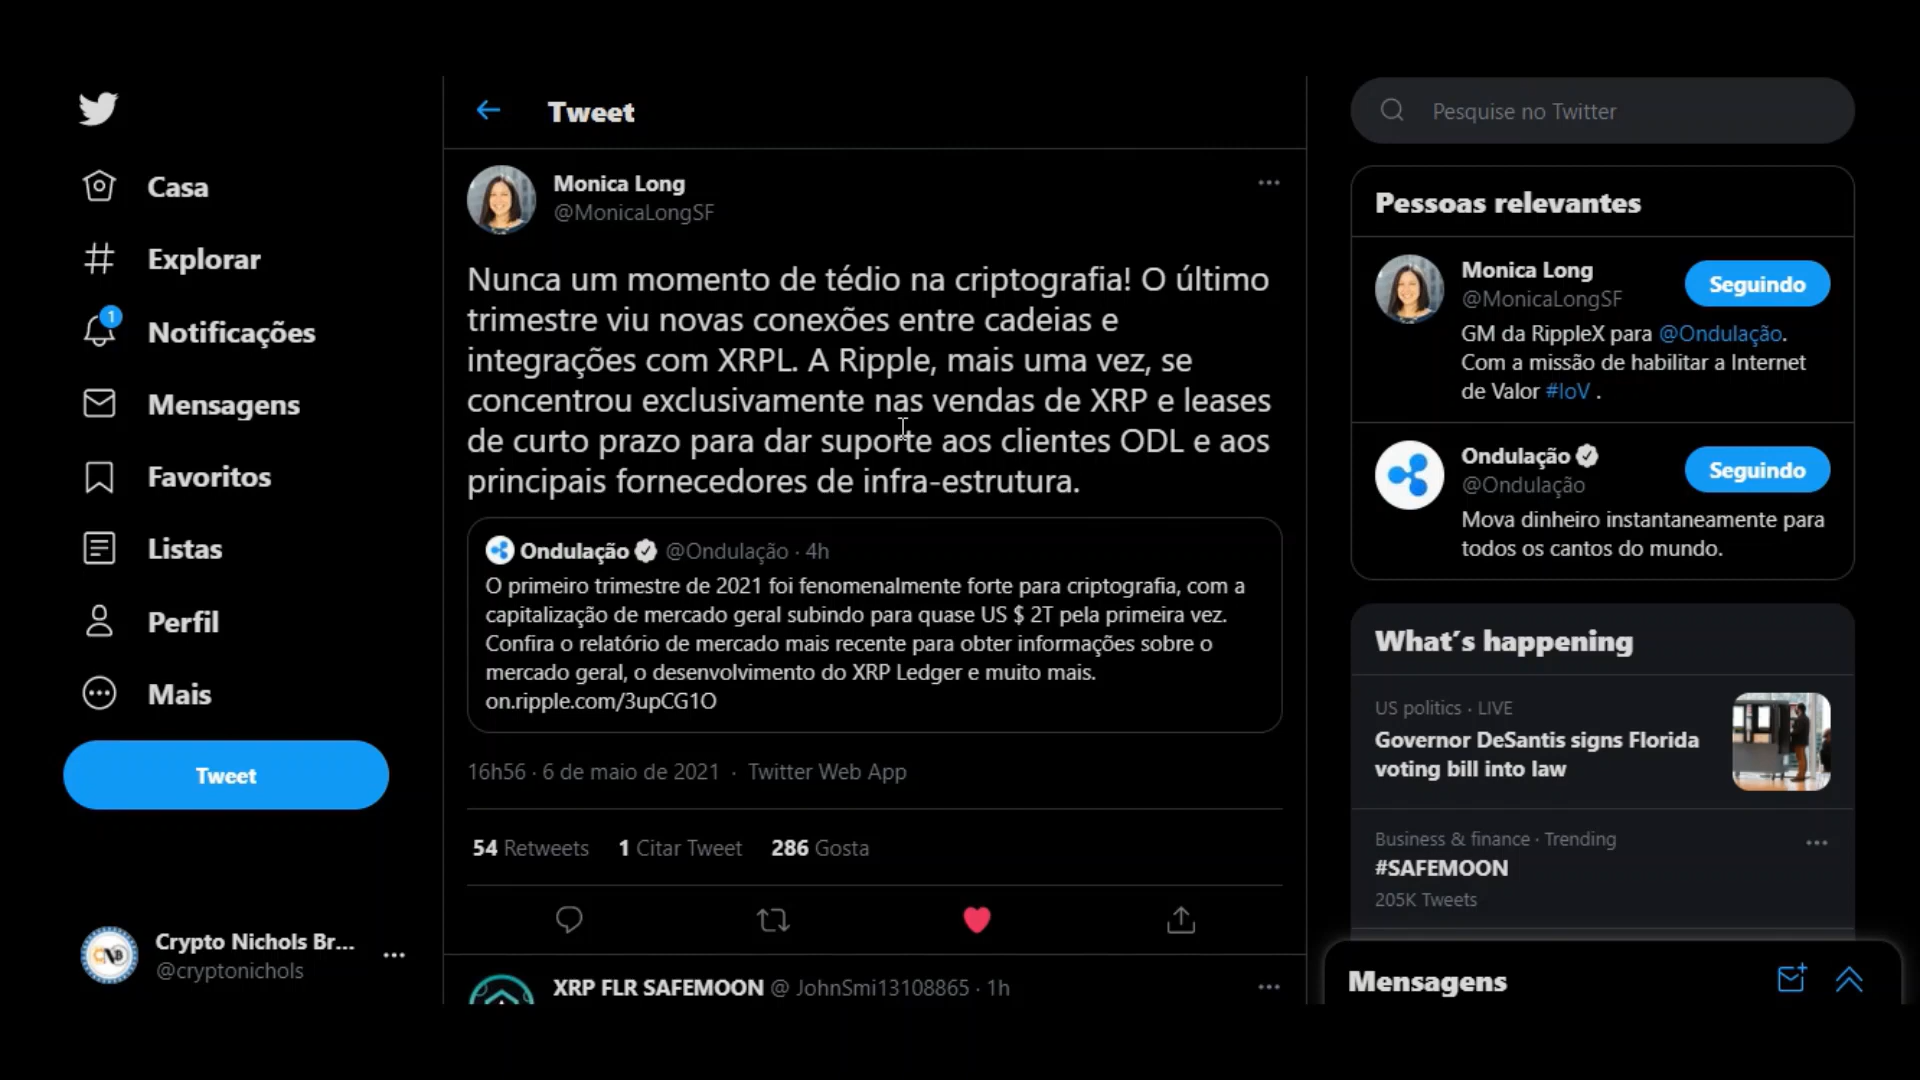 Casa
Explorar
1
Notificações
Mensagens
Favoritos
Listas
Perfil
Mais
Tweet
Crypto Nichols Br...
@cryptonichols
Tweet
Monica Long
@MonicaLongSF
Nunca um momento de tédio na criptografia! O último
trimestre viu novas conexões entre cadeias e
integrações com XRPL. A Ripple, mais uma vez, se
concentrou exclusivamente nas vendas de XRP e leases
de curto prazo para dar suporte aos clientes ODL e aos
principais fornecedores de infra-estrutura.
Ondulação @Ondulação · 4h
O primeiro trimestre de 2021 foi fenomenalmente forte para criptografia, com a
capitalização de mercado geral subindo para quase US $ 2T pela primeira vez.
Confira o relatório de mercado mais recente para obter informações sobre o
mercado geral, o desenvolvimento do XRP Ledger e muito mais.
on.ripple.com/3upCG1O
16h56 · 6 de maio de 2021 · Twitter Web App
54 Retweets 1 Citar Tweet 286 Gosta
XRP FLR SAFEMOON @ JohnSmi13108865 · 1h
Pesquise no Twitter
Pessoas relevantes
Monica Long
@MonicaLongSF
Seguindo
GM da RippleX para @Ondulação.
Com a missão de habilitar a Internet
de Valor #IoV .
Ondulação
@Ondulação
Seguindo
Mova dinheiro instantaneamente para
todos os cantos do mundo.
What's happening
US politics · LIVE
Governor DeSantis signs Florida
voting bill into law
Business & finance · Trending
#SAFEMOON
205K Tweets
Mensagens